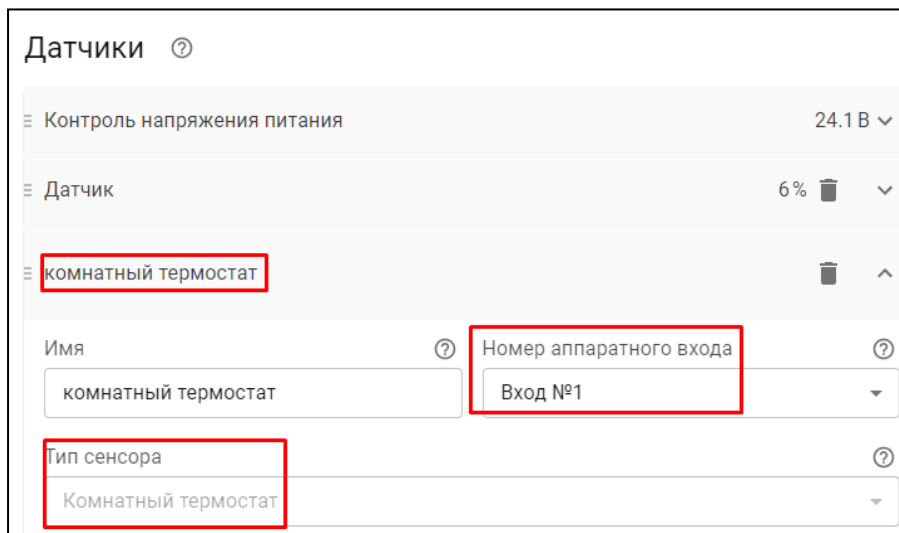 Датчики
Контроль напряжения питания 24.1 В
Датчик 6 %
комнатный термостат
Имя Номер аппаратного входа
комнатный термостат Вход №1
Тип сенсора
Комнатный термостат